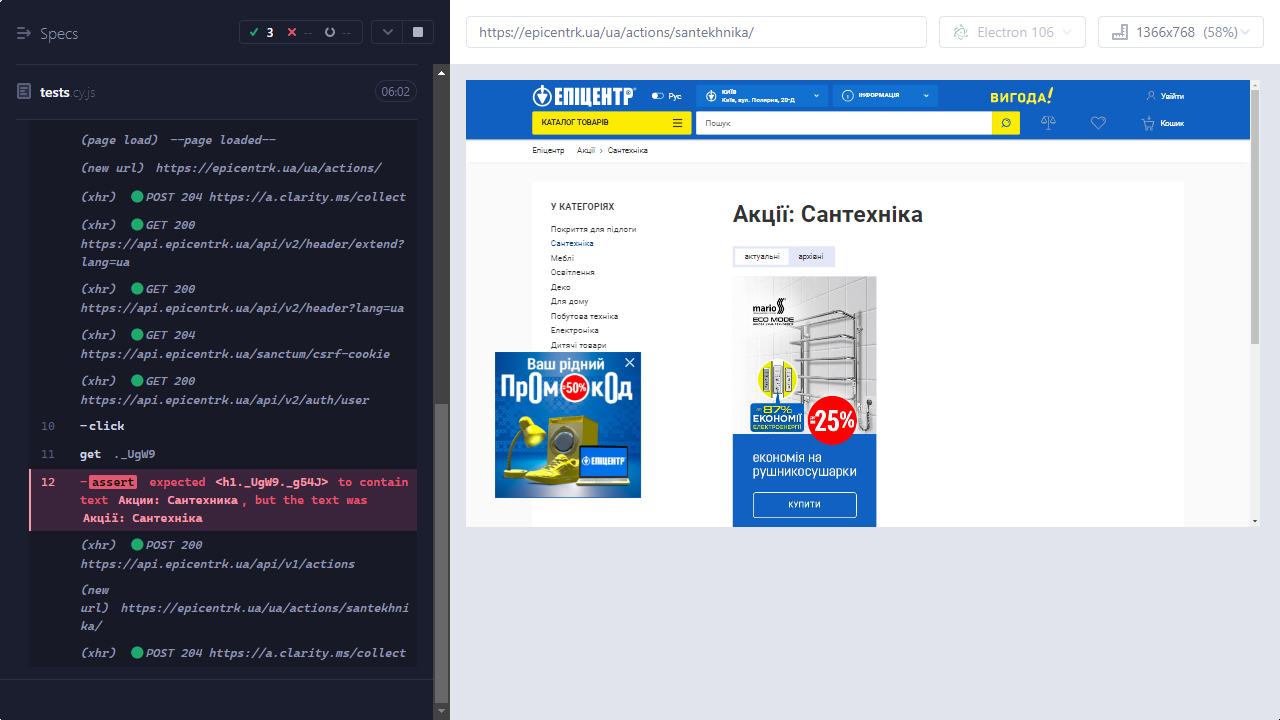 Specs
3
--
--
tests.cy.js
06:02
(page load) --page loaded--
(new url) https://epicentrk.ua/ua/actions/
(xhr) POST 204 https://a.clarity.ms/collect
(xhr) GET 200
https://api.epicentrk.ua/api/v2/header/extend?
lang=ua
(xhr) GET 200
https://api.epicentrk.ua/api/v2/header?lang=ua
(xhr) GET 204
https://api.epicentrk.ua/sanctum/csrf-cookie
(xhr) GET 200
https://api.epicentrk.ua/api/v2/auth/user
10 -click
11 get ._UgW9
12 -assert expected <h1._UgW9._g54J> to contain
text Акции: Сантехника, but the text was
Акції: Сантехніка
(xhr) POST 200
https://api.epicentrk.ua/api/v1/actions
(new
url) https://epicentrk.ua/ua/actions/santekhni
ka/
(xhr) POST 204 https://a.clarity.ms/collect
https://epicentrk.ua/ua/actions/santekhnika/
Electron 106
1366x768 (58%)
ЕПІЦЕНТР
Рус
КИЇВ
Київ, вул. Полярна, 20-Д
ІНФОРМАЦІЯ
ВИГОДА!
Увійти
КАТАЛОГ ТОВАРІВ
Пошук
Кошик
Епіцентр Акції > Сантехніка
У КАТЕГОРІЯХ
Покриття для підлоги
Сантехніка
Меблі
Освітлення
Деко
Для дому
Побутова техніка
Електроніка
Дитячі товари
Ваш рідний
ПрОмОкОд
-50%
ЕПІЦЕНТР
Акції: Сантехніка
актуальні архівні
mario
ECO MODE
87%
ЕКОНОМІЇ
ЕЛЕКТРОЕНЕРГІЇ
25%
економія на
рушникосушарки
КУПИТИ